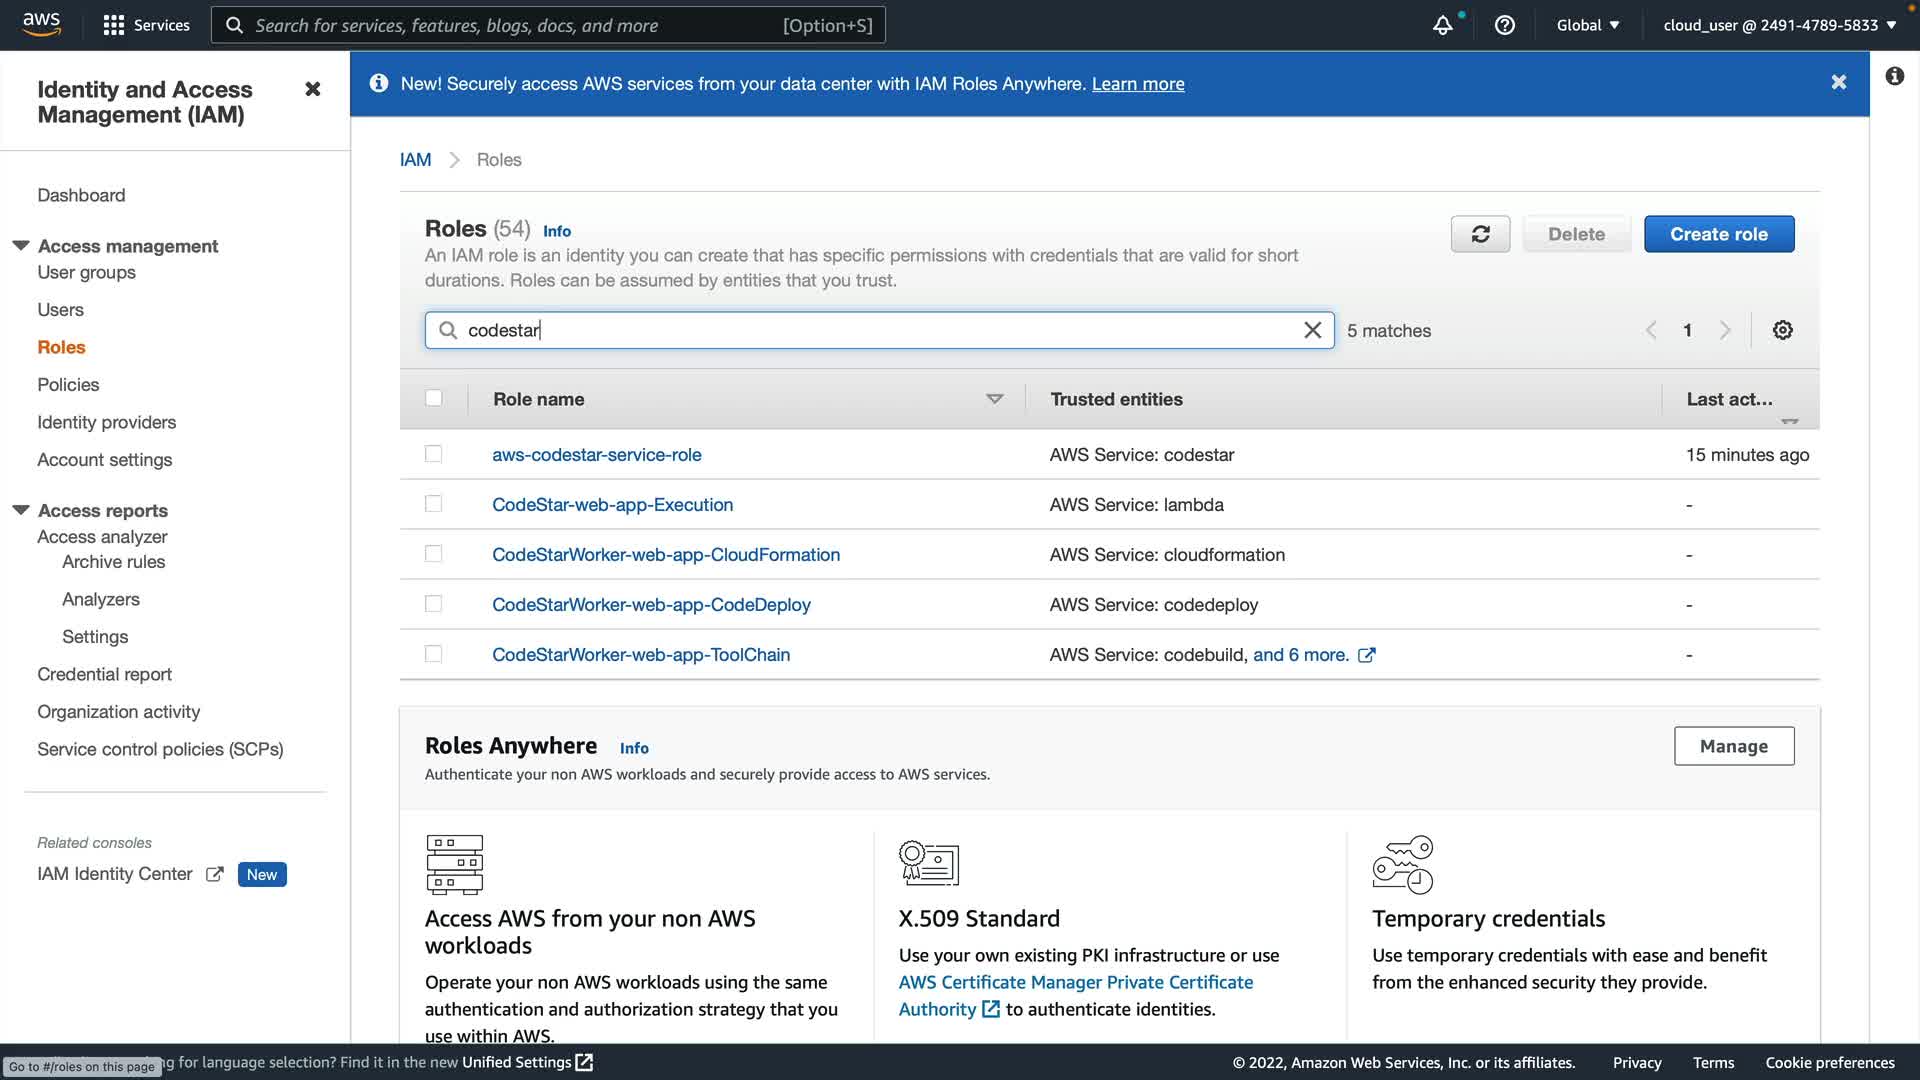 aws
Services
Search for services, features, blogs, docs, and more
[Option+S]
Global
cloud_user @ 2491-4789-5833
Identity and Access
Management (IAM)
New! Securely access AWS services from your data center with IAM Roles Anywhere. Learn more
Dashboard
Access management
User groups
Users
Roles
Policies
Identity providers
Account settings
Access reports
Access analyzer
Archive rules
Analyzers
Settings
Credential report
Organization activity
Service control policies (SCPs)
Related consoles
IAM Identity Center
New
IAM
Roles
Roles (54) Info
An IAM role is an identity you can create that has specific permissions with credentials that are valid for short
durations. Roles can be assumed by entities that you trust.
Delete
Create role
codestar
5 matches
1
Role name
Trusted entities
Last act...
aws-codestar-service-role
AWS Service: codestar
15 minutes ago
CodeStar-web-app-Execution
AWS Service: lambda
-
CodeStarWorker-web-app-CloudFormation
AWS Service: cloudformation
-
CodeStarWorker-web-app-CodeDeploy
AWS Service: codedeploy
-
CodeStarWorker-web-app-ToolChain
AWS Service: codebuild, and 6 more.
-
Roles Anywhere Info
Authenticate your non AWS workloads and securely provide access to AWS services.
Manage
Access AWS from your non AWS
workloads
Operate your non AWS workloads using the same
authentication and authorization strategy that you
use within AWS.
X.509 Standard
Use your own existing PKI infrastructure or use
AWS Certificate Manager Private Certificate
Authority to authenticate identities.
Temporary credentials
Use temporary credentials with ease and benefit
from the enhanced security they provide.
Go to #/roles on this page
for language selection? Find it in the new Unified Settings
© 2022, Amazon Web Services, Inc. or its affiliates.
Privacy
Terms
Cookie preferences